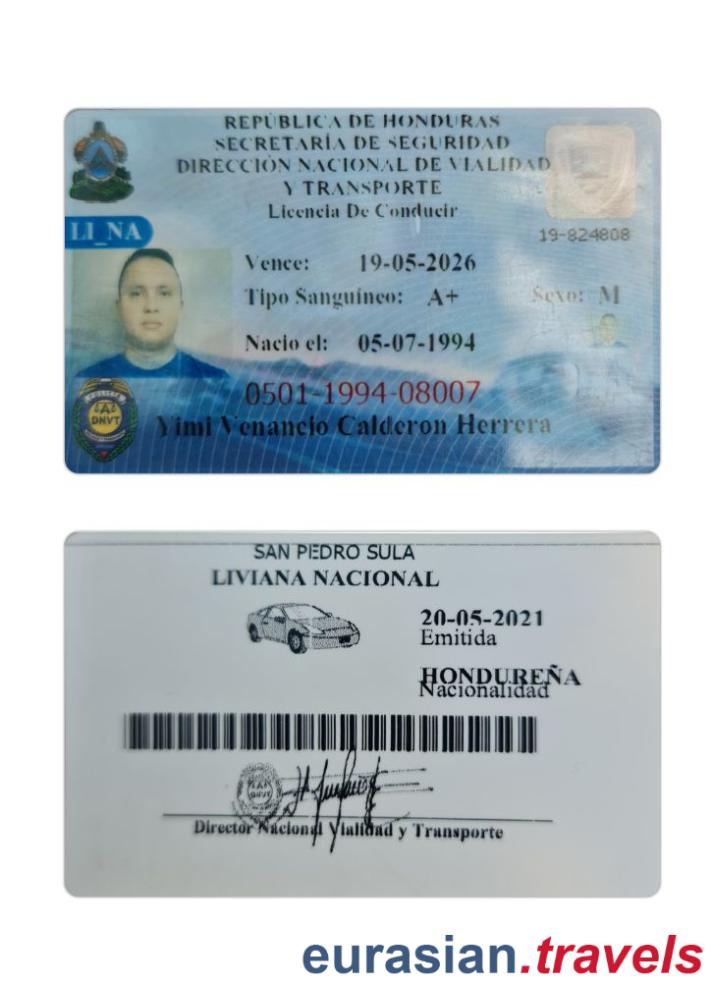 REPÚBLICA DE HONDURAS
SECRETARÍA DE SEGURIDAD
DIRECCIÓN NACIONAL DE VIALIDAD
Y TRANSPORTE
Licencia De Conducir
19-824808
LI_NA
Vence: 19-05-2026
Tipo Sanguíneo: A+ Sexo: M
Nacio el: 05-07-1994
0501-1994-08007
Yimi Venancio Calderon Herrera
POLICIA
DNVT
SAN PEDRO SULA
LIVIANA NACIONAL
20-05-2021
Emitida
HONDUREÑA
Nacionalidad
DNVT
Director Nacional Vialidad y Transporte
eurasian.travels